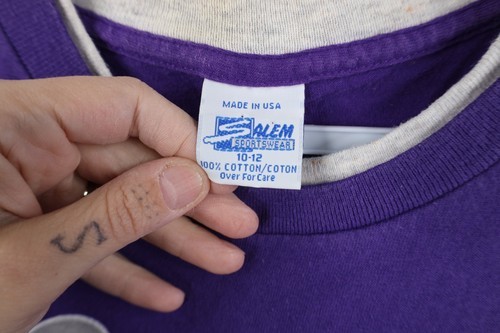 MADE IN USA
SALEM
SPORTSWEAR
10-12
100% COTTON/COTON
Over For Care
S